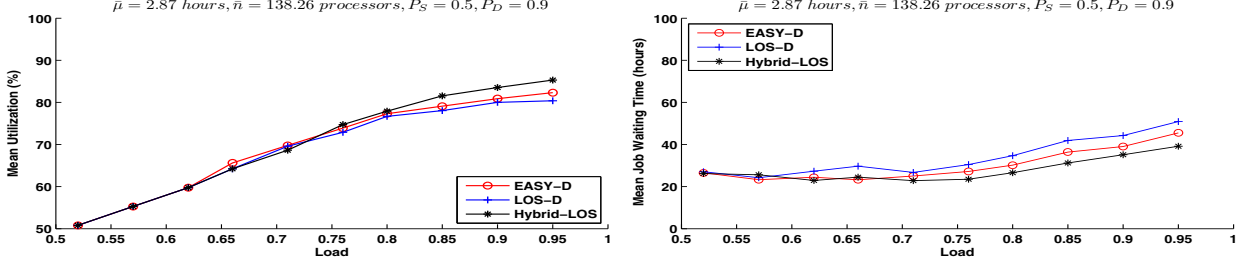 μ̄ = 2.87 hours, n̄ = 138.26 processors, P_S = 0.5, P_D = 0.9
Mean Utilization (%)
100
90
80
70
60
50
0.5 0.55 0.6 0.65 0.7 0.75 0.8 0.85 0.9 0.95 1
Load
EASY-D
LOS-D
Hybrid-LOS
μ̄ = 2.87 hours, n̄ = 138.26 processors, P_S = 0.5, P_D = 0.9
Mean Job Waiting Time (hours)
100
80
60
40
20
0
0.5 0.55 0.6 0.65 0.7 0.75 0.8 0.85 0.9 0.95 1
Load
EASY-D
LOS-D
Hybrid-LOS